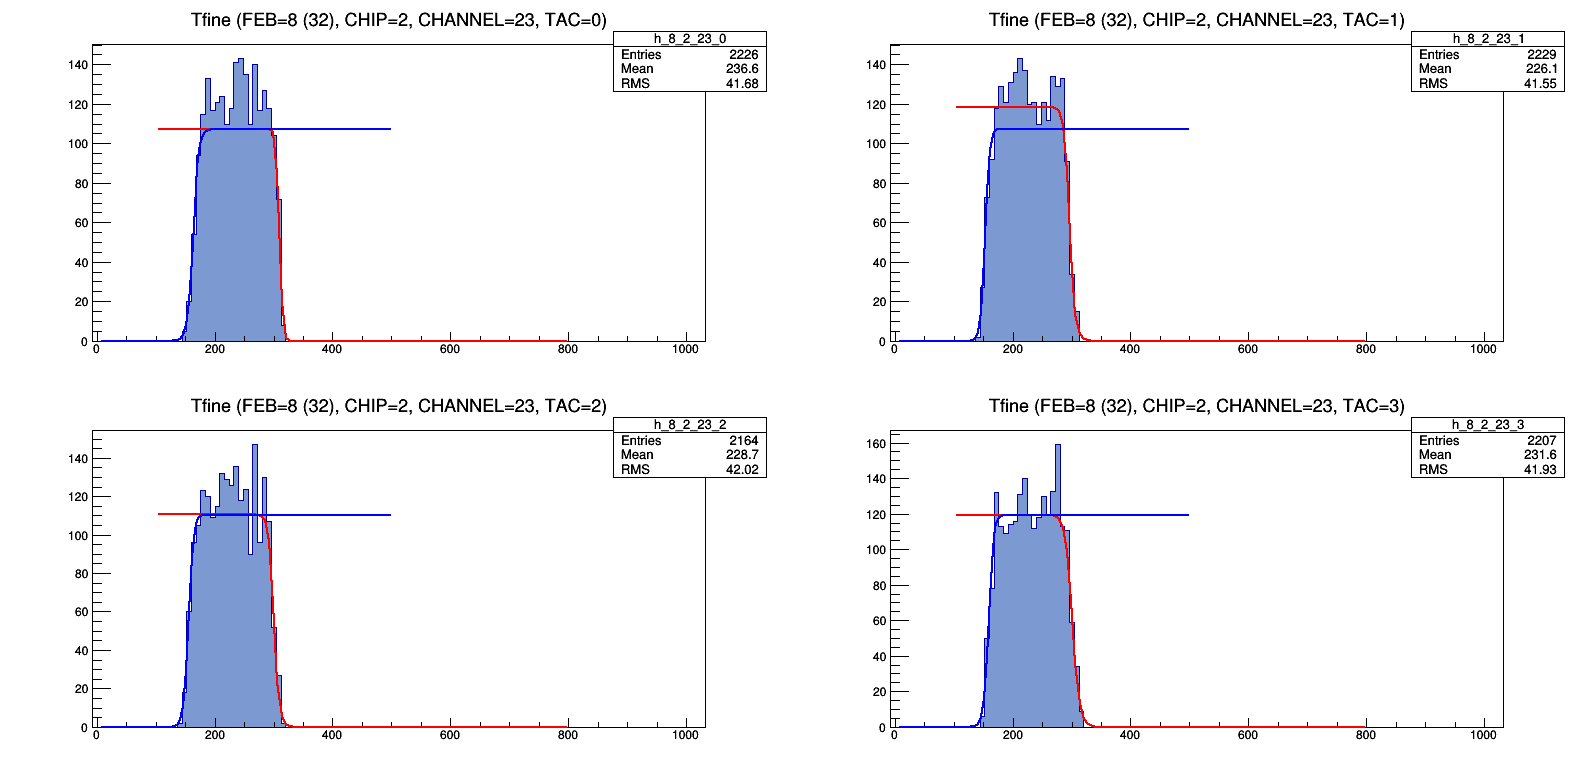 Tfine (FEB=8 (32), CHIP=2, CHANNEL=23, TAC=0)
h_8_2_23_0
Entries 2226
Mean 236.6
RMS 41.68
140
120
100
80
60
40
20
0
0 200 400 600 800 1000
Tfine (FEB=8 (32), CHIP=2, CHANNEL=23, TAC=1)
h_8_2_23_1
Entries 2229
Mean 226.1
RMS 41.55
140
120
100
80
60
40
20
0
0 200 400 600 800 1000
Tfine (FEB=8 (32), CHIP=2, CHANNEL=23, TAC=2)
h_8_2_23_2
Entries 2164
Mean 228.7
RMS 42.02
140
120
100
80
60
40
20
0
0 200 400 600 800 1000
Tfine (FEB=8 (32), CHIP=2, CHANNEL=23, TAC=3)
h_8_2_23_3
Entries 2207
Mean 231.6
RMS 41.93
160
140
120
100
80
60
40
20
0
0 200 400 600 800 1000